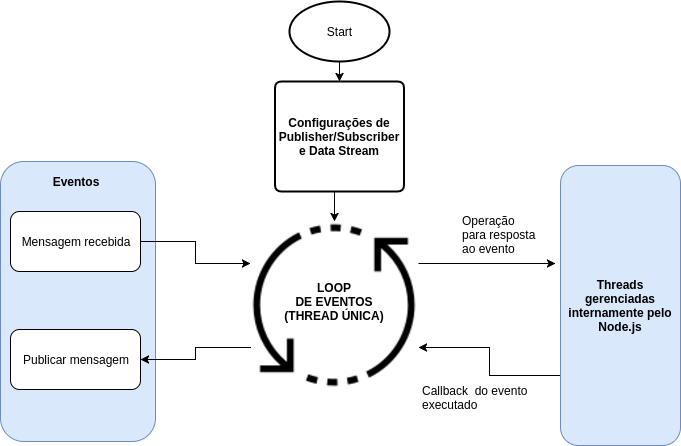 Start
Configurações de
Publisher/Subscriber
e Data Stream
Eventos
Mensagem recebida
Publicar mensagem
LOOP
DE EVENTOS
(THREAD ÚNICA)
Operação
para resposta
ao evento
Callback  do evento
executado
Threads
gerenciadas
internamente pelo
Node.js